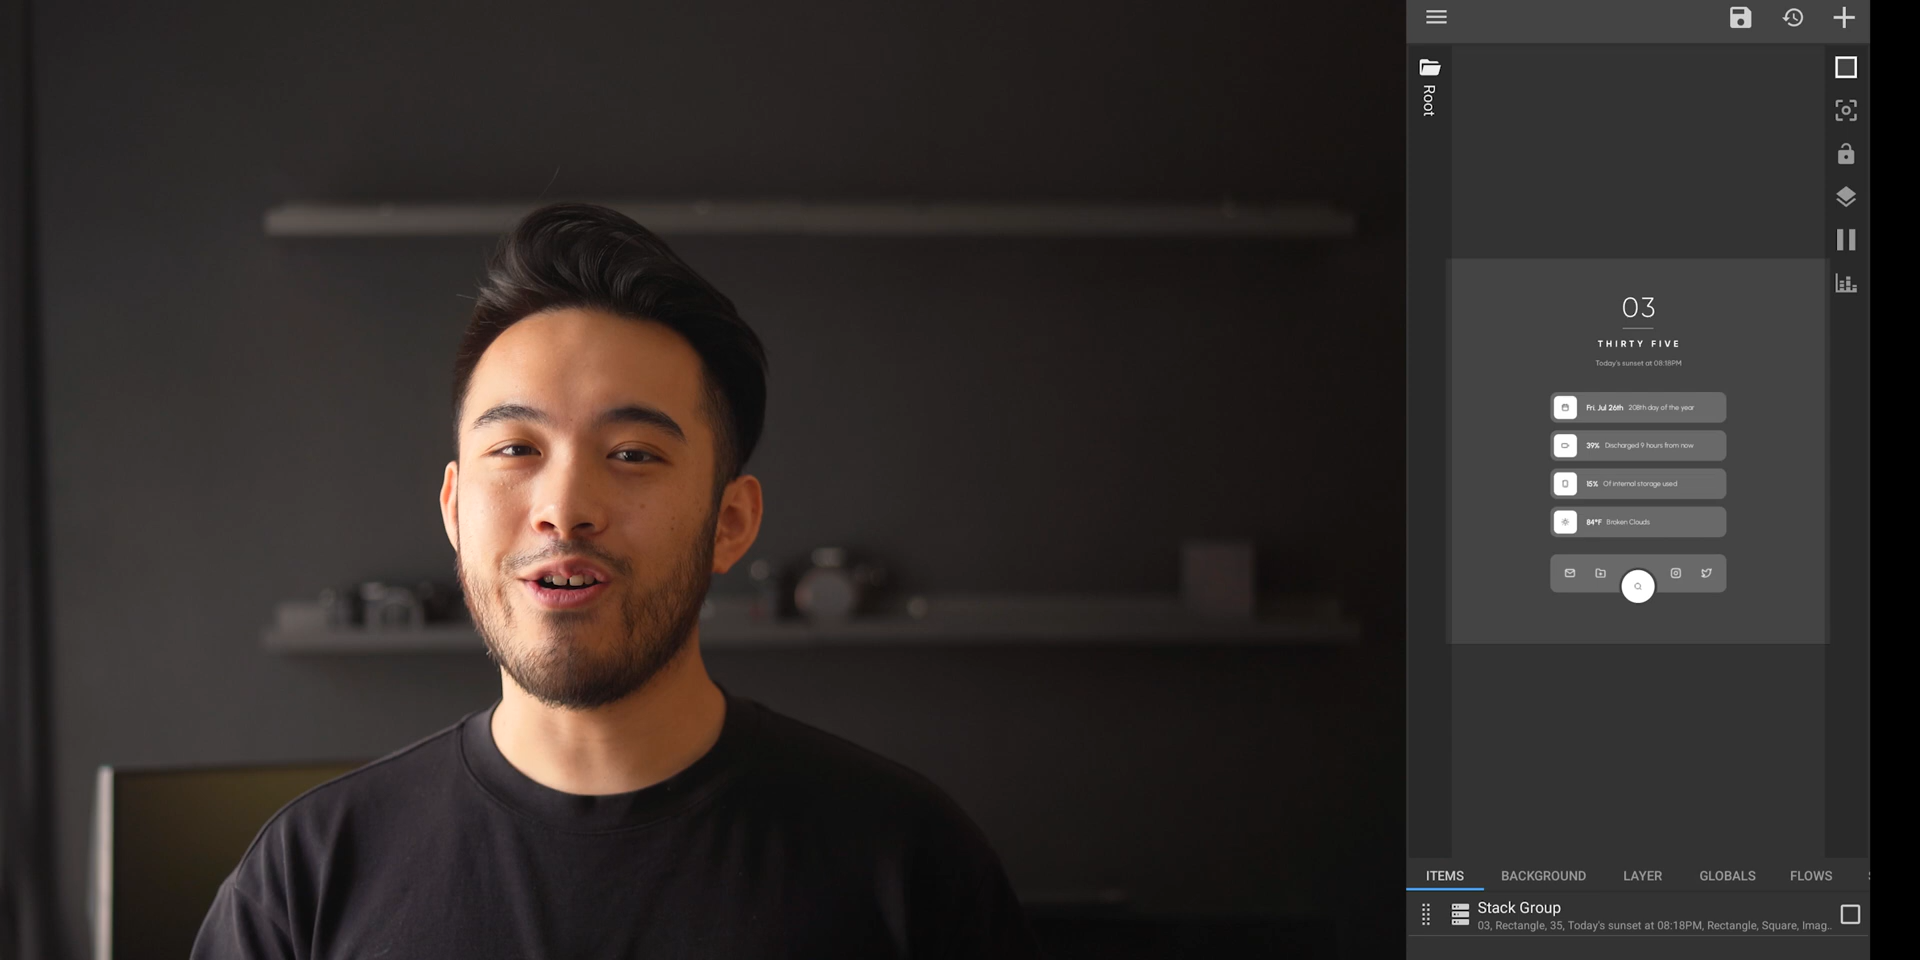 Root
03
THIRTY FIVE
Today's sunset at 08:18PM
Fri. Jul 26th 208th day of the year
39% Discharged 9 hours from now
15% Of internal storage used
84°F Broken Clouds
ITEMS BACKGROUND LAYER GLOBALS FLOWS
Stack Group
03, Rectangle, 35, Today's sunset at 08:18PM, Rectangle, Square, Imag..